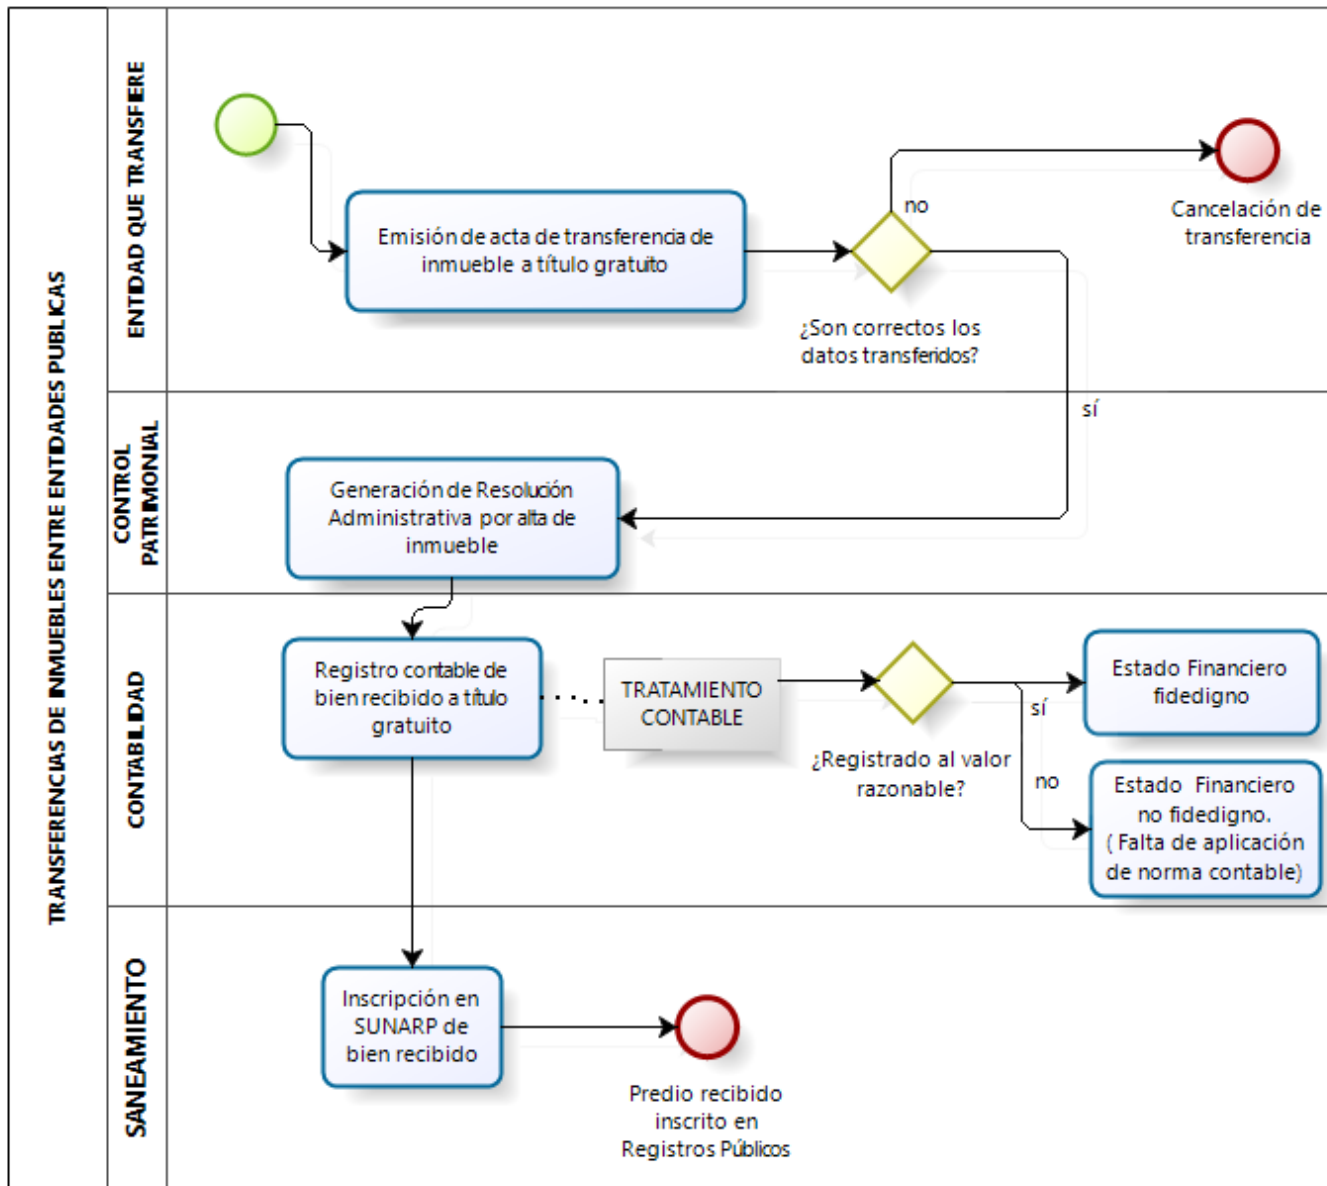 TRANSFERENCIAS DE INMUEBLES ENTRE ENTIDADES PUBLICAS
ENTIDAD QUE TRANSFIERE
Emisión de acta de transferencia de
inmueble a título gratuito
no
¿Son correctos los
datos transferidos?
Cancelación de
transferencia
sí
CONTROL
PATRIMONIAL
Generación de Resolución
Administrativa por alta de
inmueble
CONTABILIDAD
Registro contable de
bien recibido a título
gratuito
TRATAMIENTO
CONTABLE
¿Registrado al valor
razonable?
sí
no
Estado Financiero
fidedigno
Estado Financiero
no fidedigno.
( Falta de aplicación
de norma contable)
SANEAMIENTO
Inscripción en
SUNARP de
bien recibido
Predio recibido
inscrito en
Registros Públicos